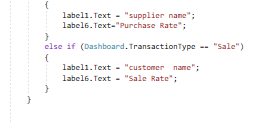 {
label1.Text = "supplier name";
label6.Text="Purchase Rate";
}
else if (Dashboard.TransactionType == "Sale")
{
label1.Text = "customer  name";
label6.Text = "Sale Rate";
}
}